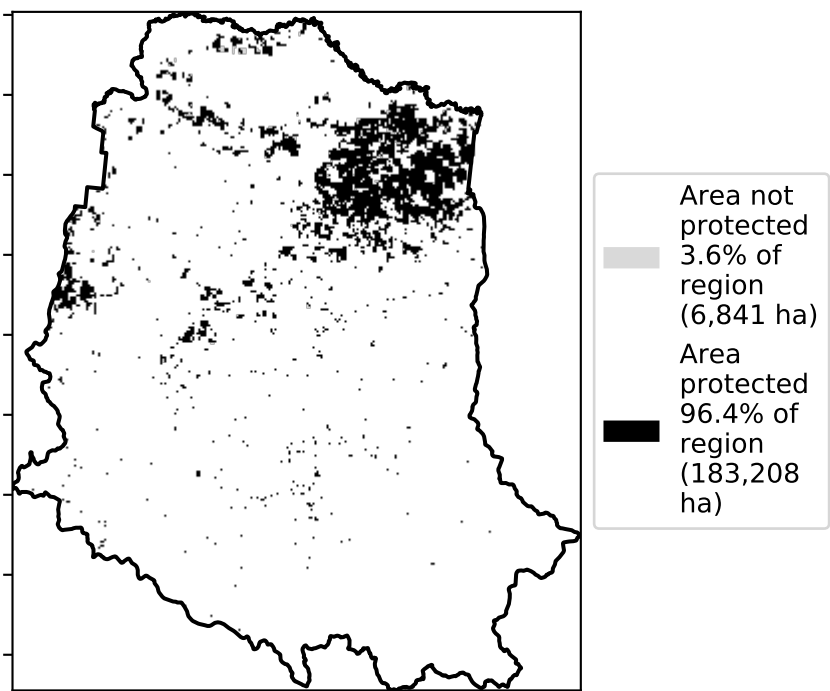 Area not
protected
3.6% of
region
(6,841 ha)
Area
protected
96.4% of
region
(183,208
ha)